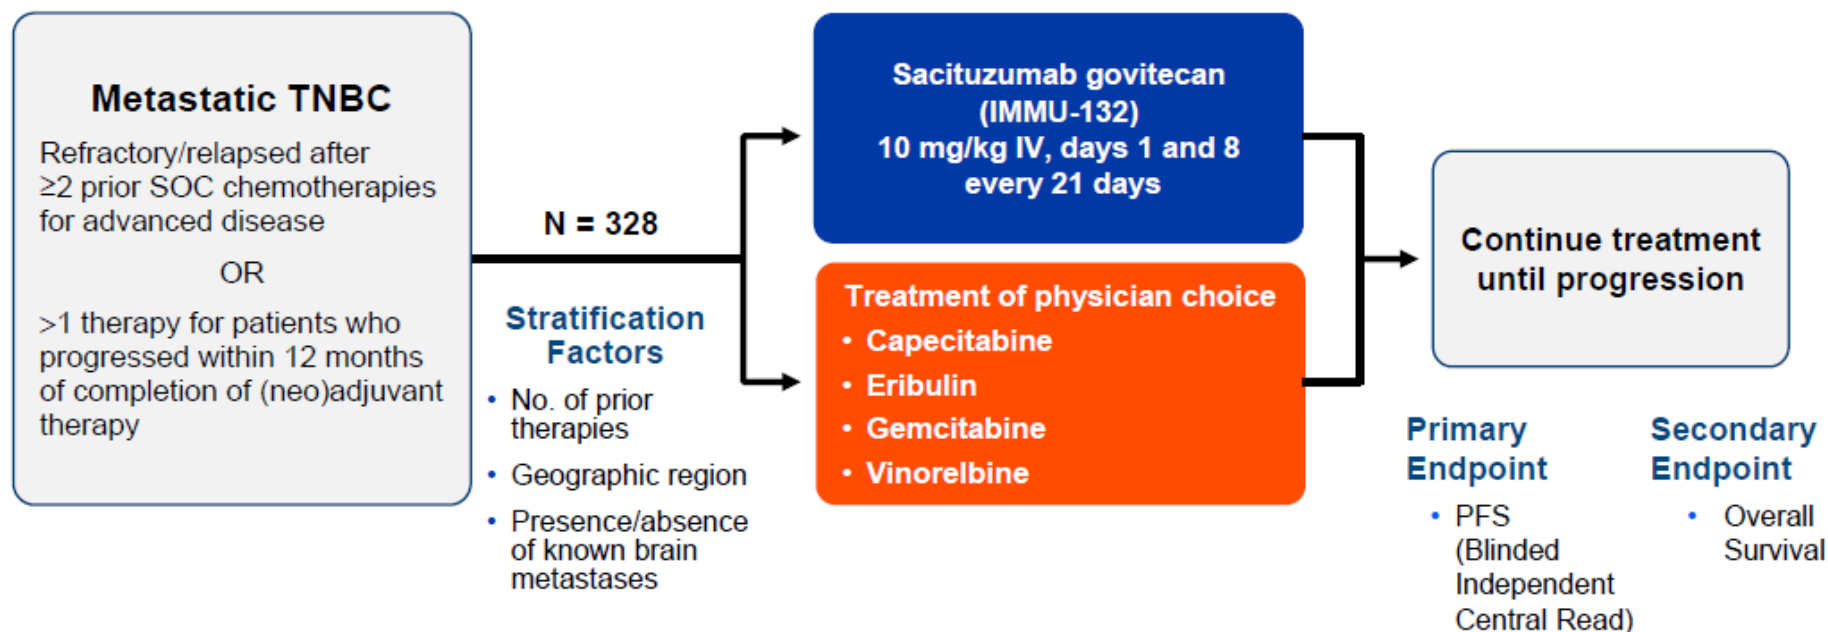 Metastatic TNBC
Refractory/relapsed after
≥2 prior SOC chemotherapies
for advanced disease
OR
>1 therapy for patients who
progressed within 12 months
of completion of (neo)adjuvant
therapy
N = 328
Stratification
Factors
• No. of prior
therapies
• Geographic region
• Presence/absence
of known brain
metastases
Sacituzumab govitecan
(IMMU-132)
10 mg/kg IV, days 1 and 8
every 21 days
Treatment of physician choice
• Capecitabine
• Eribulin
• Gemcitabine
• Vinorelbine
Continue treatment
until progression
Primary
Endpoint
• PFS
(Blinded
Independent
Central Read)
Secondary
Endpoint
• Overall
Survival